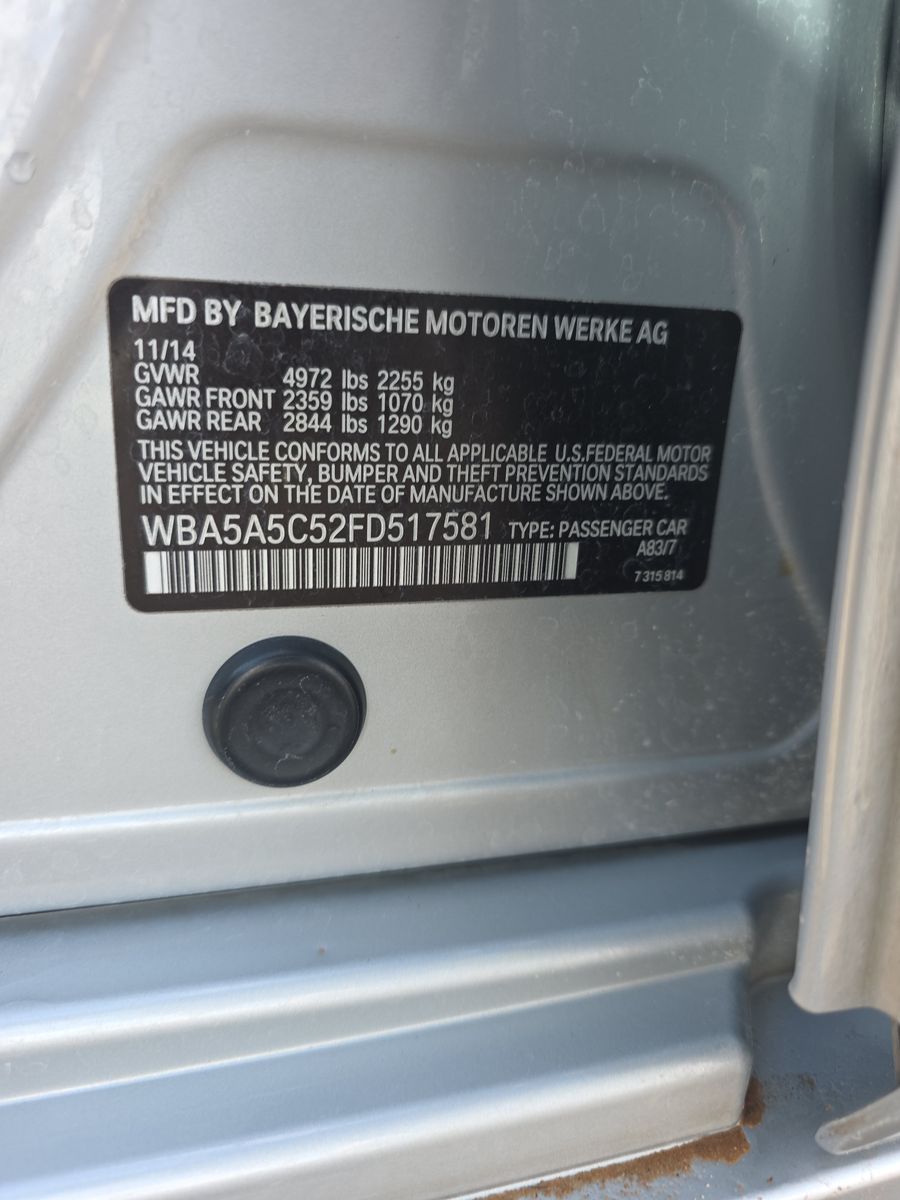 MFD BY BAYERISCHE MOTOREN WERKE AG
11/14
GVWR 4972 lbs 2255 kg
GAWR FRONT 2359 lbs 1070 kg
GAWR REAR 2844 lbs 1290 kg
THIS VEHICLE CONFORMS TO ALL APPLICABLE U.S.FEDERAL MOTOR
VEHICLE SAFETY, BUMPER AND THEFT PREVENTION STANDARDS
IN EFFECT ON THE DATE OF MANUFACTURE SHOWN ABOVE.
WBA5A5C52FD517581 TYPE: PASSENGER CAR
A83/7
7 315 814